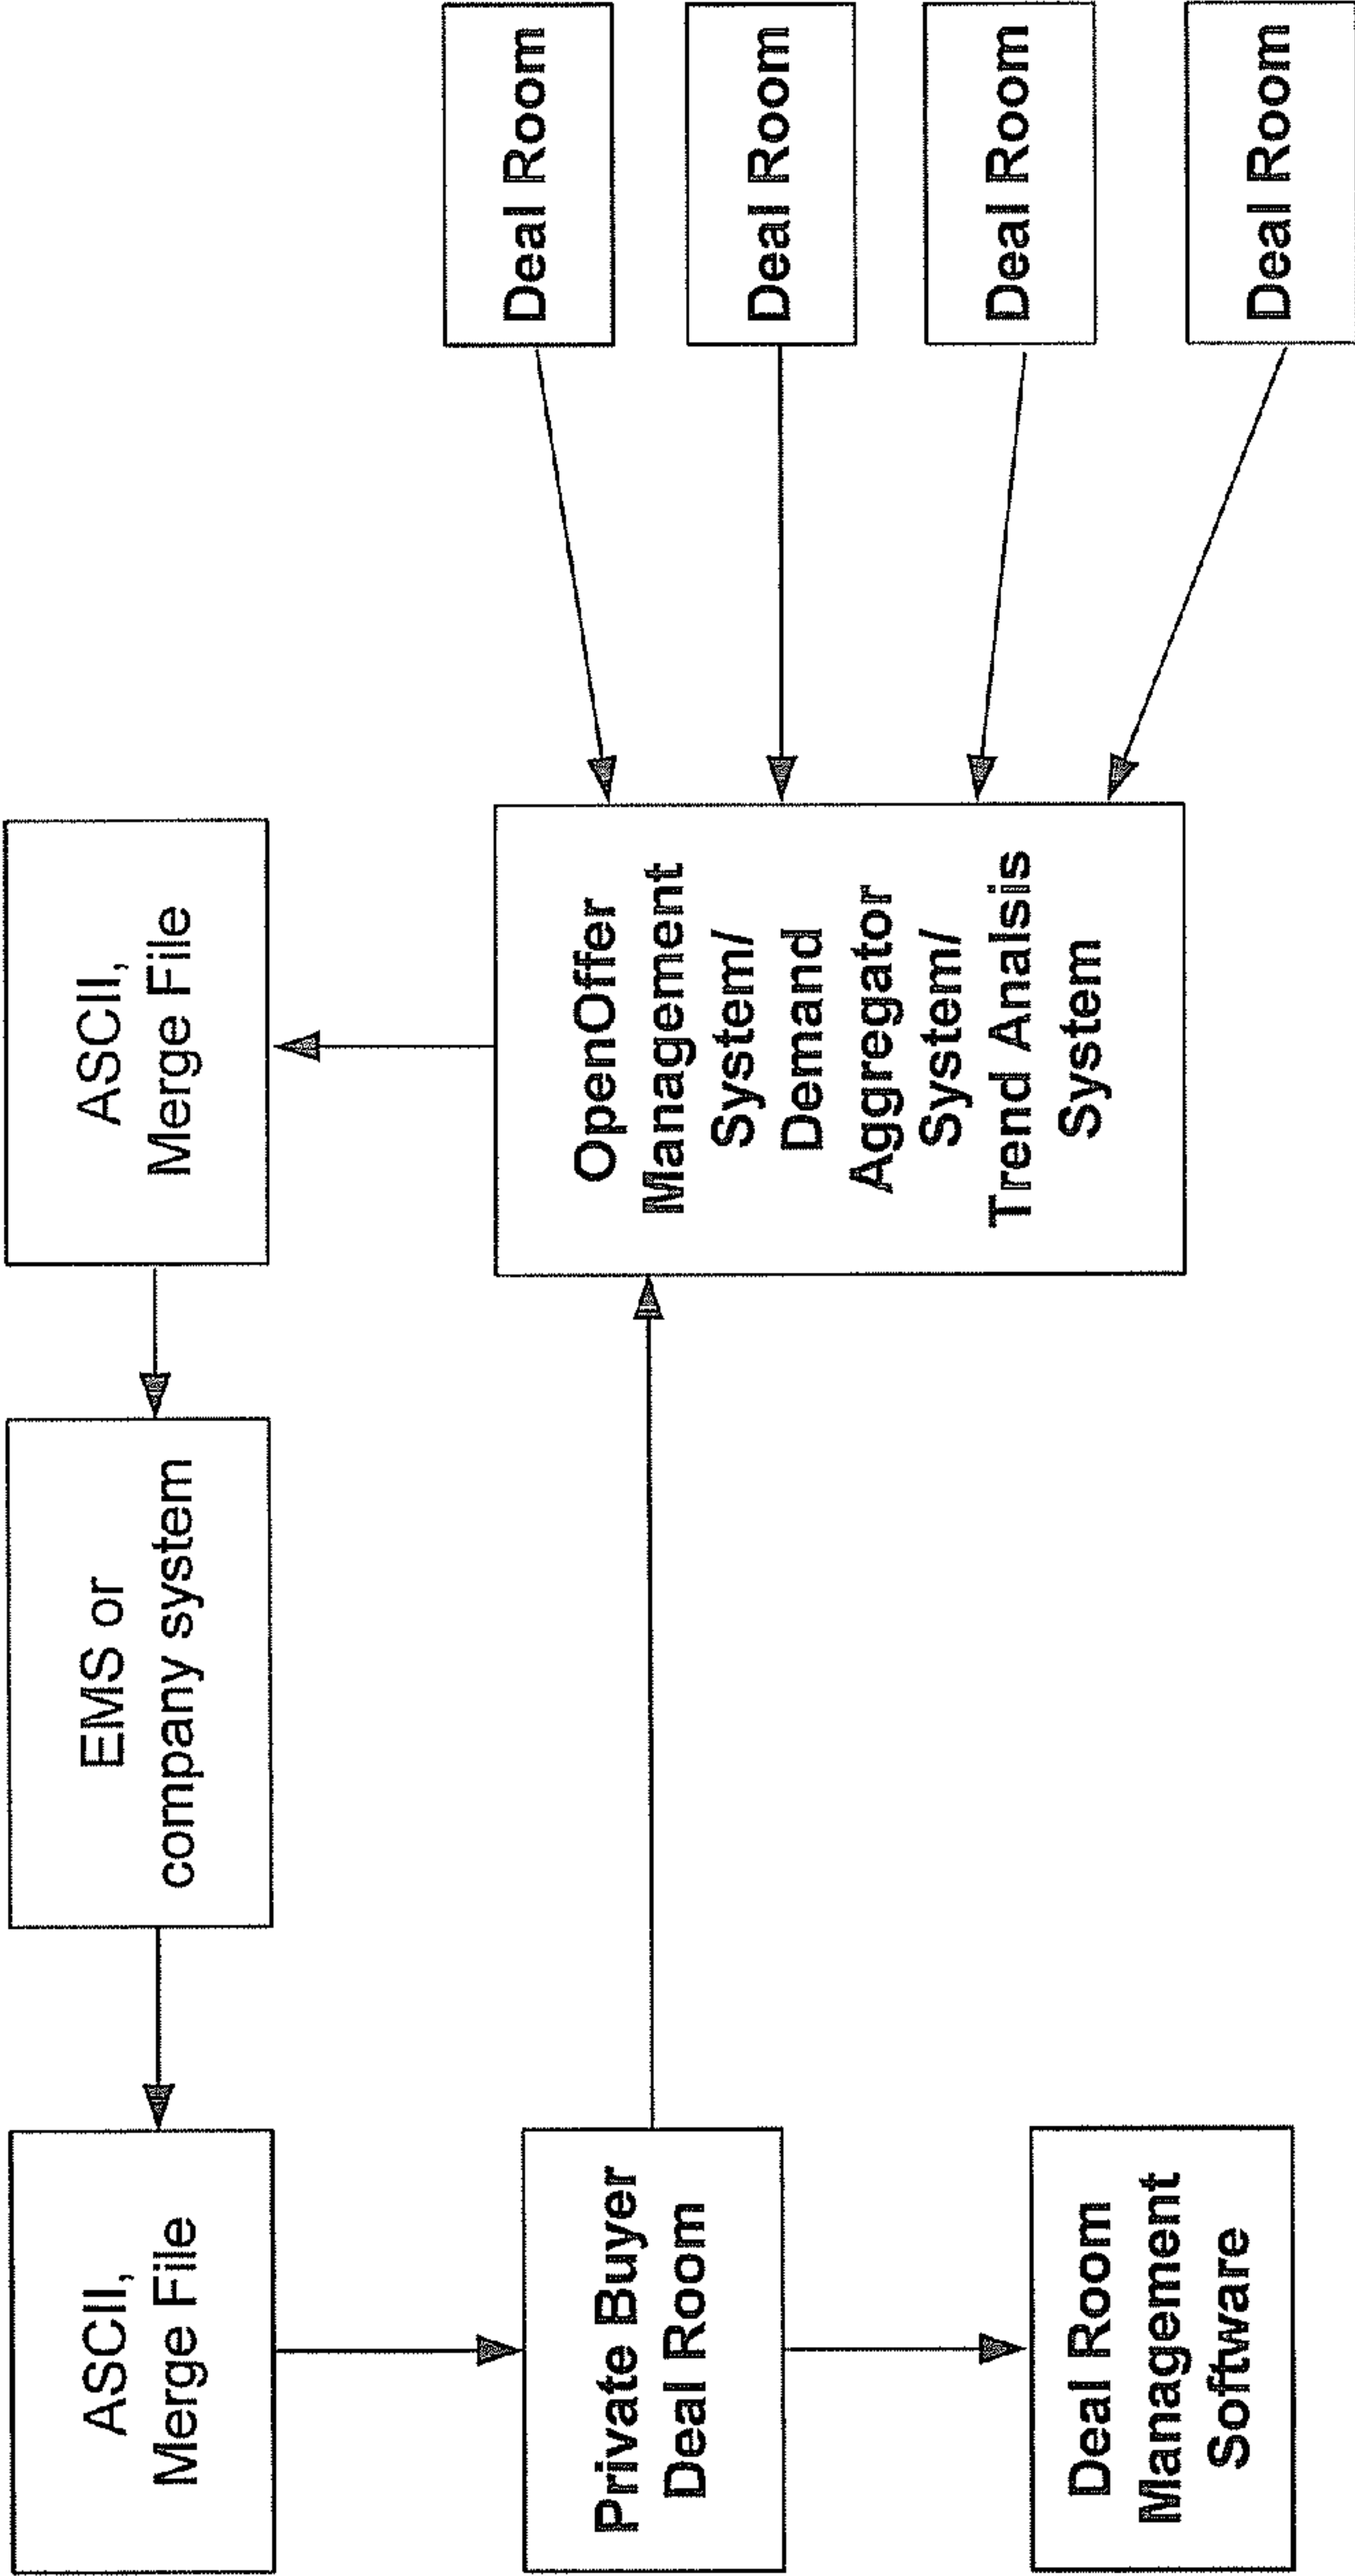 ASCII,
Merge File
EMS or
company system
ASCII,
Merge File
Private Buyer
Deal Room
OpenOffer
Management
System/
Demand
Aggregator
System/
Trend Analsis
System
Deal Room
Deal Room
Deal Room
Deal Room
Deal Room
Management
Software